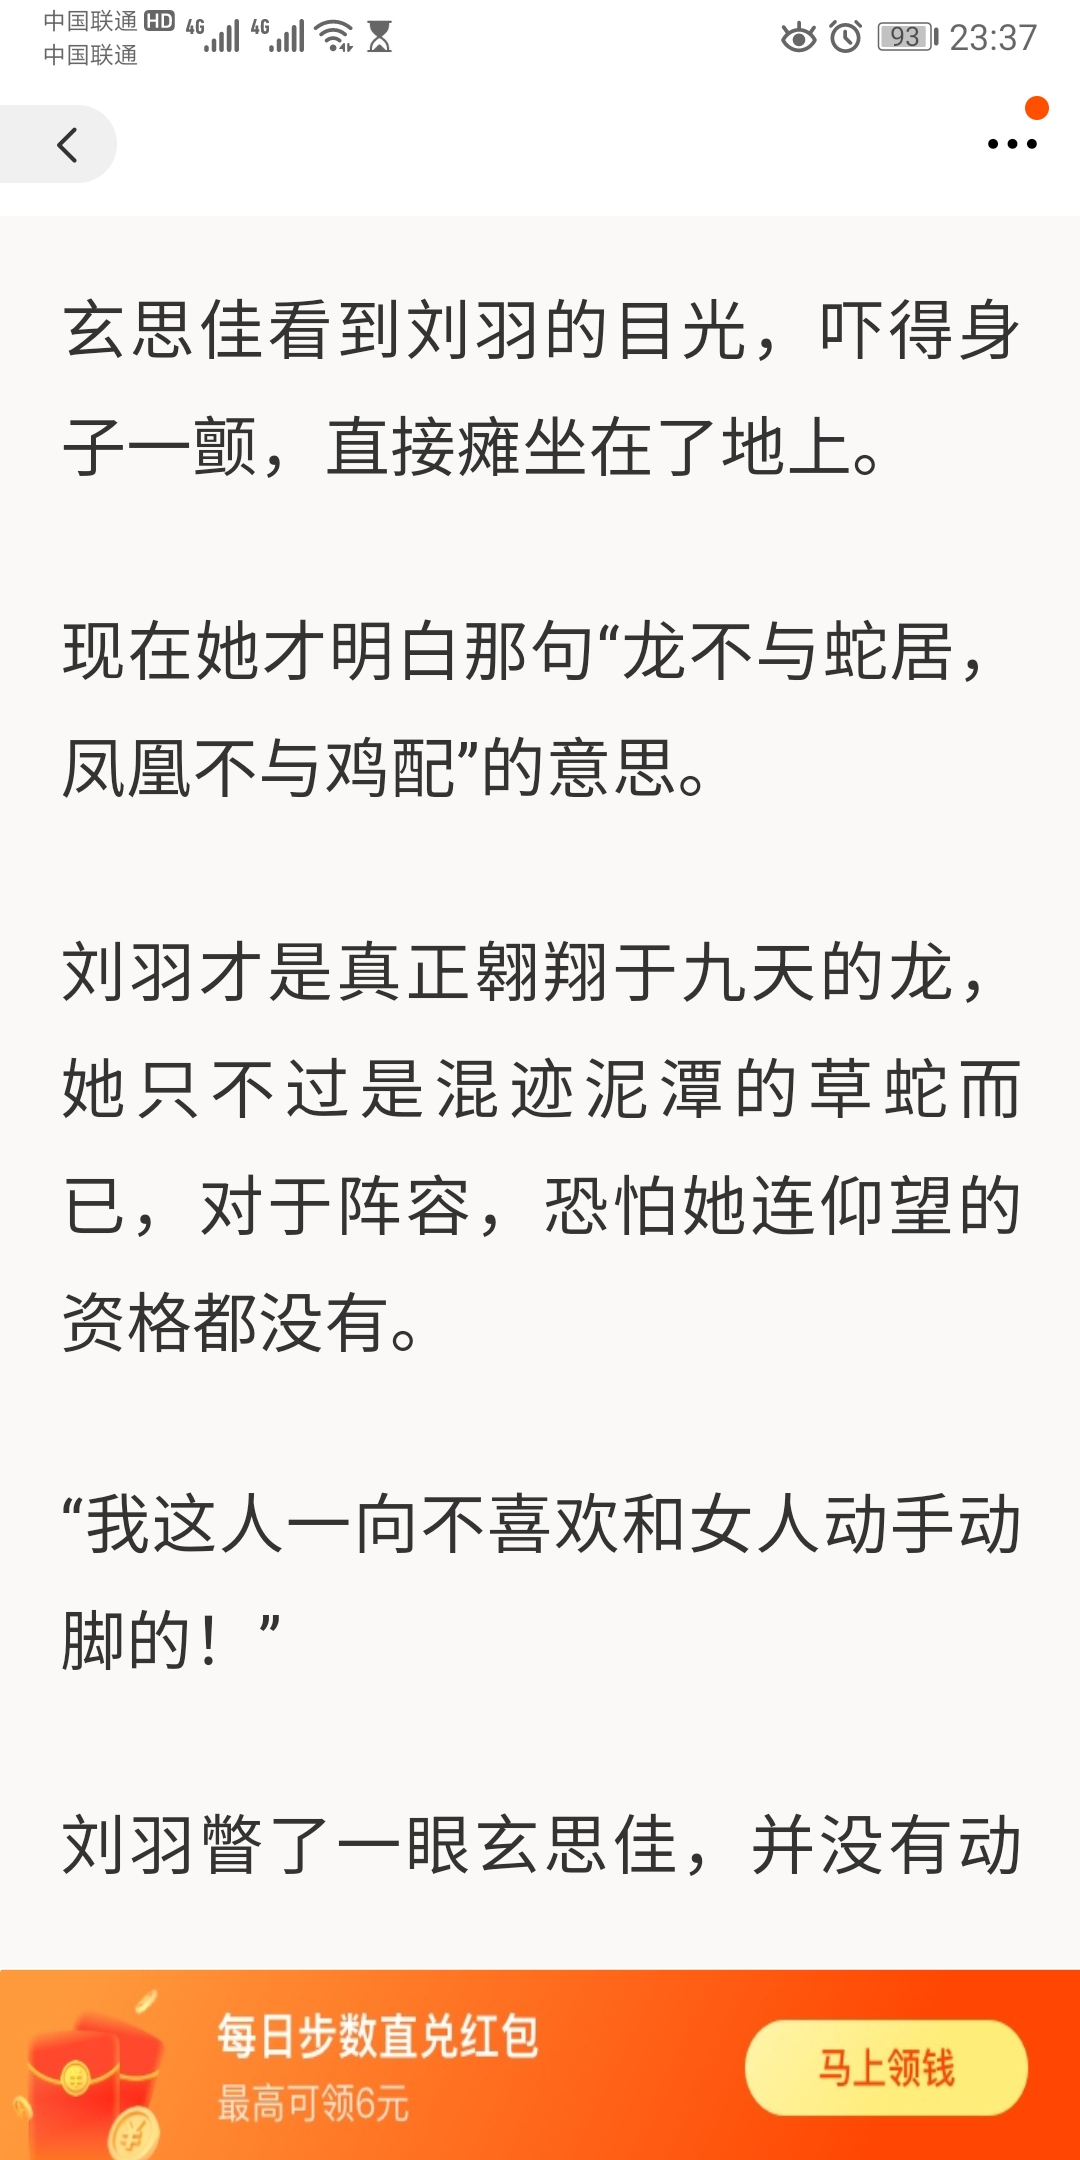 中国联通 HD 4G 4G
中国联通
93 23:37
玄思佳看到刘羽的目光，吓得身
子一颤，直接瘫坐在了地上。
现在她才明白那句“龙不与蛇居，
凤凰不与鸡配”的意思。
刘羽才是真正翱翔于九天的龙，
她只不过是混迹泥潭的草蛇而
已，对于阵容，恐怕她连仰望的
资格都没有。
“我这人一向不喜欢和女人动手动
脚的！”
刘羽瞥了一眼玄思佳，并没有动
每日步数直兑红包
最高可领6元
马上领钱